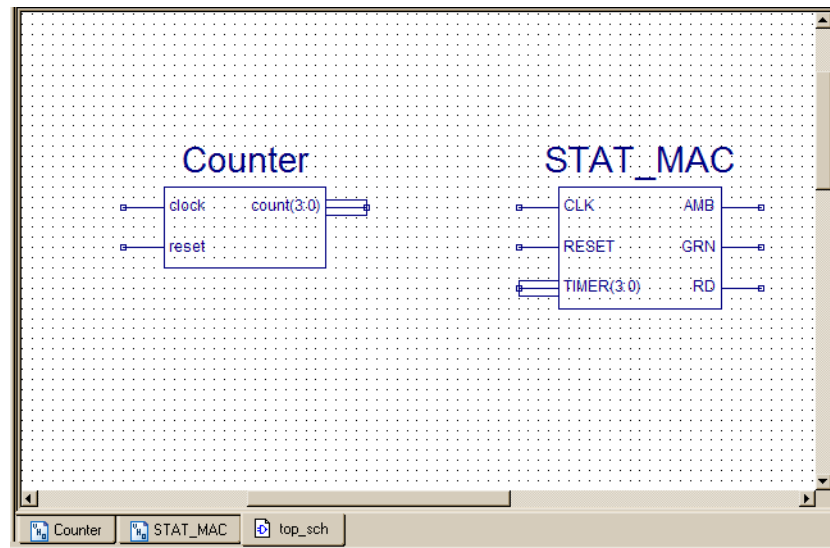 Counter
clock count(3:0)
reset
STAT_MAC
CLK AMB
RESET GRN
TIMER(3:0) RD
Counter STAT_MAC top_sch